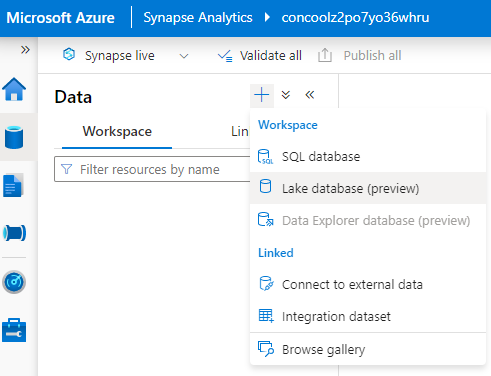 Microsoft Azure Synapse Analytics concoolz2po7yo36whru
Synapse live Validate all Publish all
Data
Workspace Lin
Filter resources by name
Workspace
SQL database
Lake database (preview)
Data Explorer database (preview)
Linked
Connect to external data
Integration dataset
Browse gallery